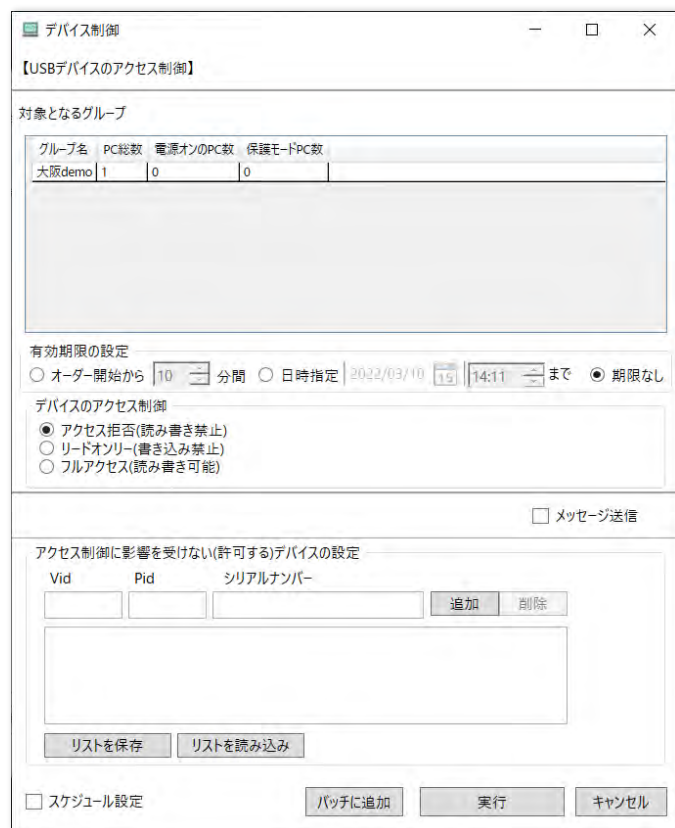 デバイス制御
【USBデバイスのアクセス制御】
対象となるグループ
グループ名 PC総数 電源オンのPC数 保護モードPC数
大阪demo 1 0 0
有効期限の設定
オーダー開始から 10 分間 日時指定 2022/03/10 15 14:11 まで 期限なし
デバイスのアクセス制御
アクセス拒否(読み書き禁止)
リードオンリー(書き込み禁止)
フルアクセス(読み書き可能)
メッセージ送信
アクセス制御に影響を受けない(許可する)デバイスの設定
Vid Pid シリアルナンバー
追加 削除
リストを保存 リストを読み込み
スケジュール設定 バッチに追加 実行 キャンセル